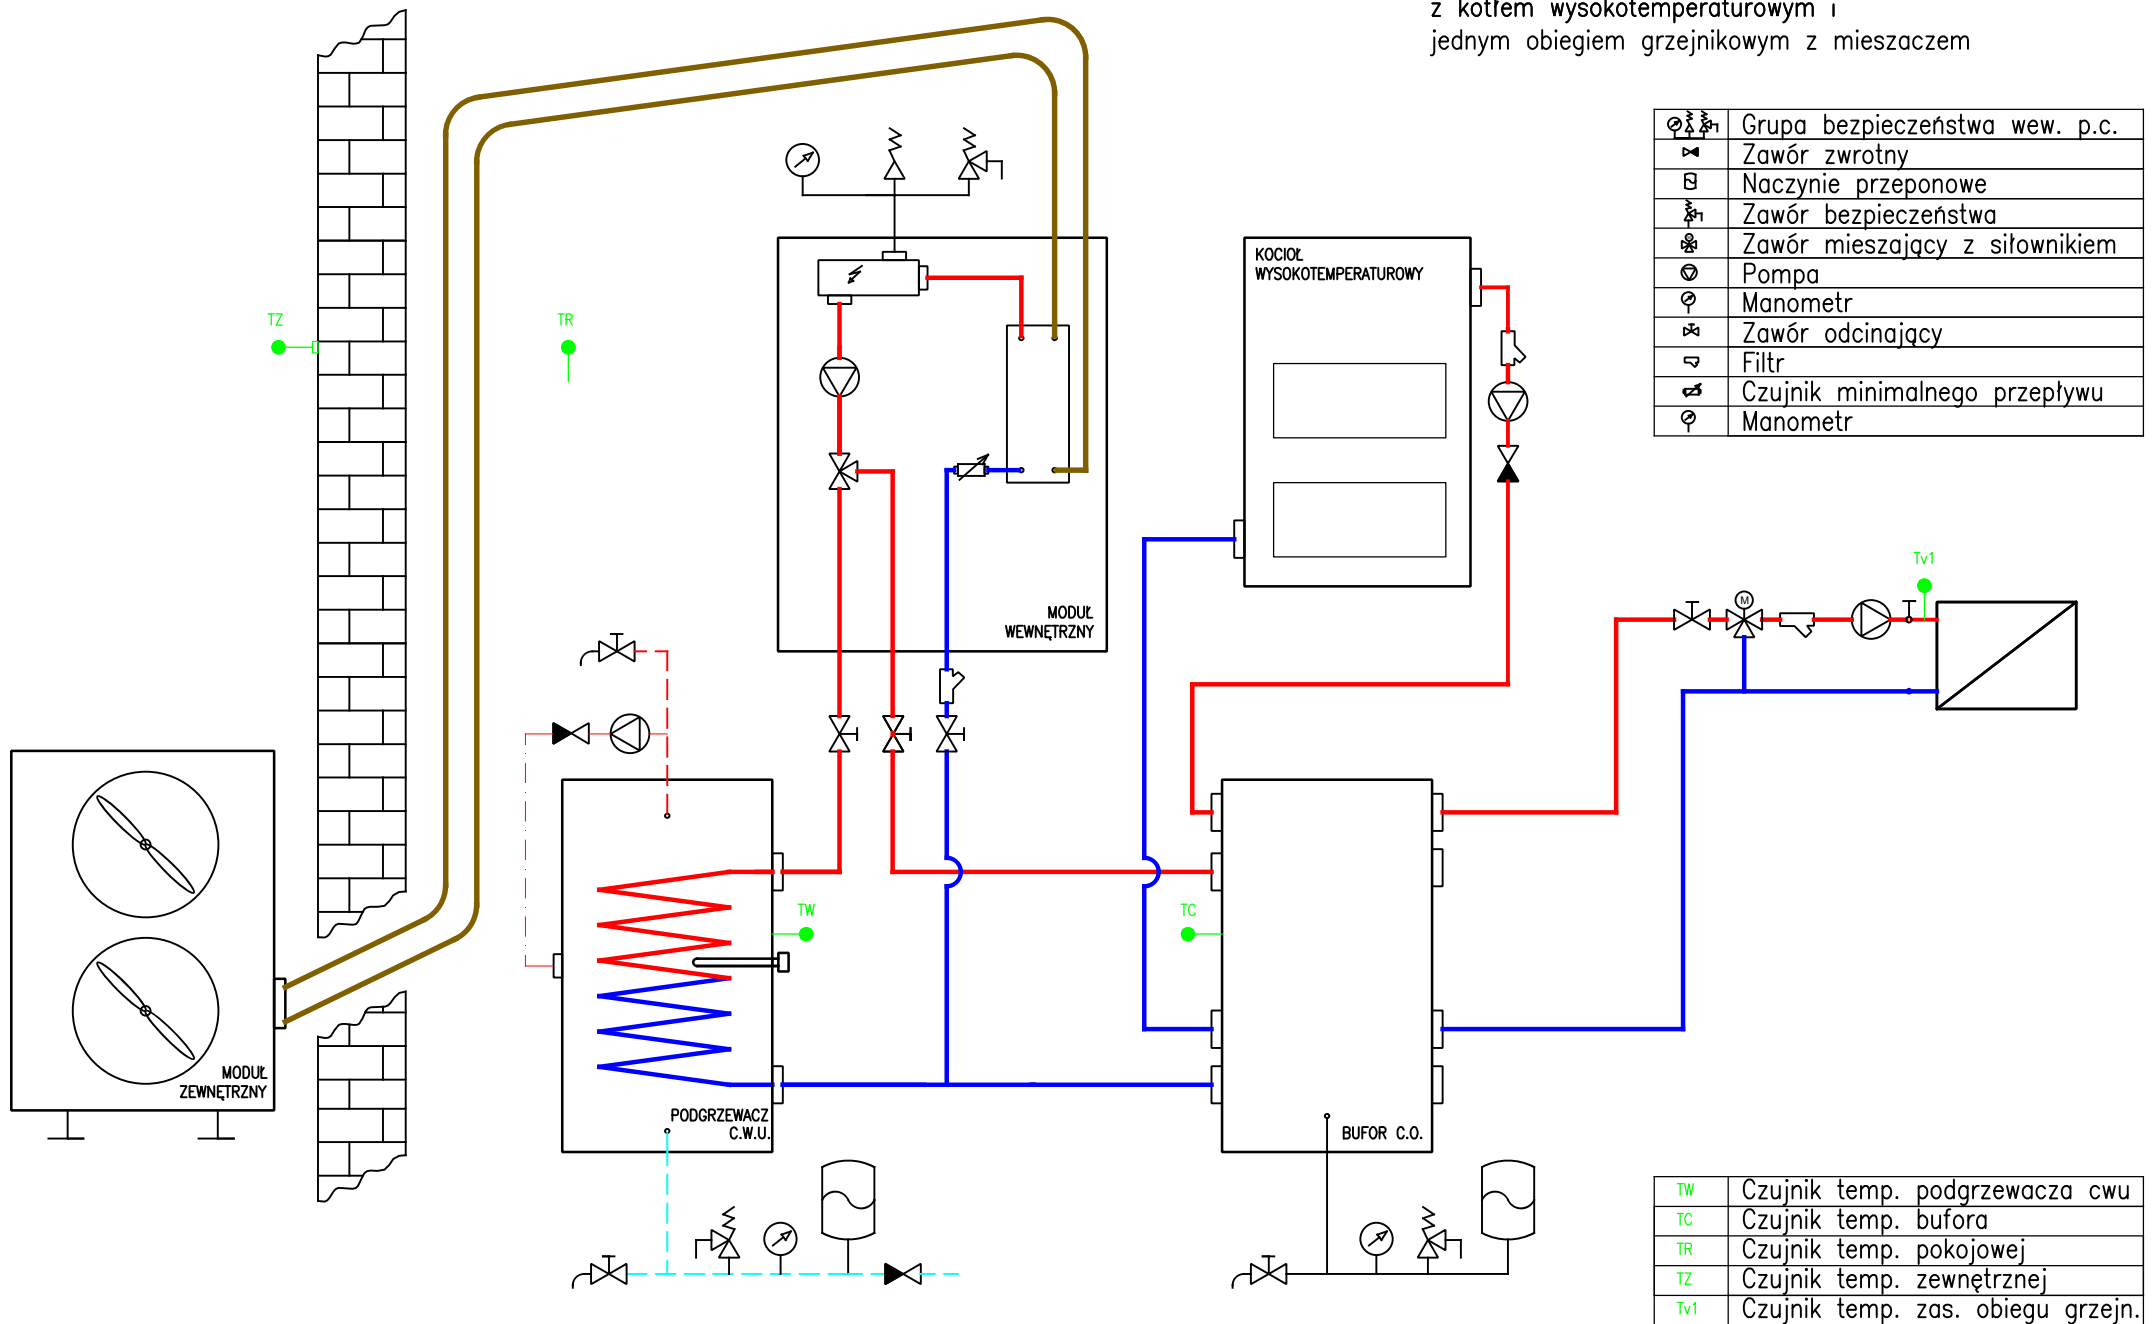 z kotłem wysokotemperaturowym i
jednym obiegiem grzejnikowym z mieszaczem
Grupa bezpieczeństwa wew. p.c.
Zawór zwrotny
Naczynie przeponowe
Zawór bezpieczeństwa
Zawór mieszający z siłownikiem
Pompa
Manometr
Zawór odcinający
Filtr
Czujnik minimalnego przepływu
Manometr
KOCIOŁ
WYSOKOTEMPERATUROWY
TZ
TR
Tv1
M
MODUŁ
WEWNĘTRZNY
TW
TC
MODUŁ
ZEWNĘTRZNY
PODGRZEWACZ
C.W.U.
BUFOR C.O.
TW Czujnik temp. podgrzewacza cwu
TC Czujnik temp. bufora
TR Czujnik temp. pokojowej
TZ Czujnik temp. zewnętrznej
Tv1 Czujnik temp. zas. obiegu grzejn.